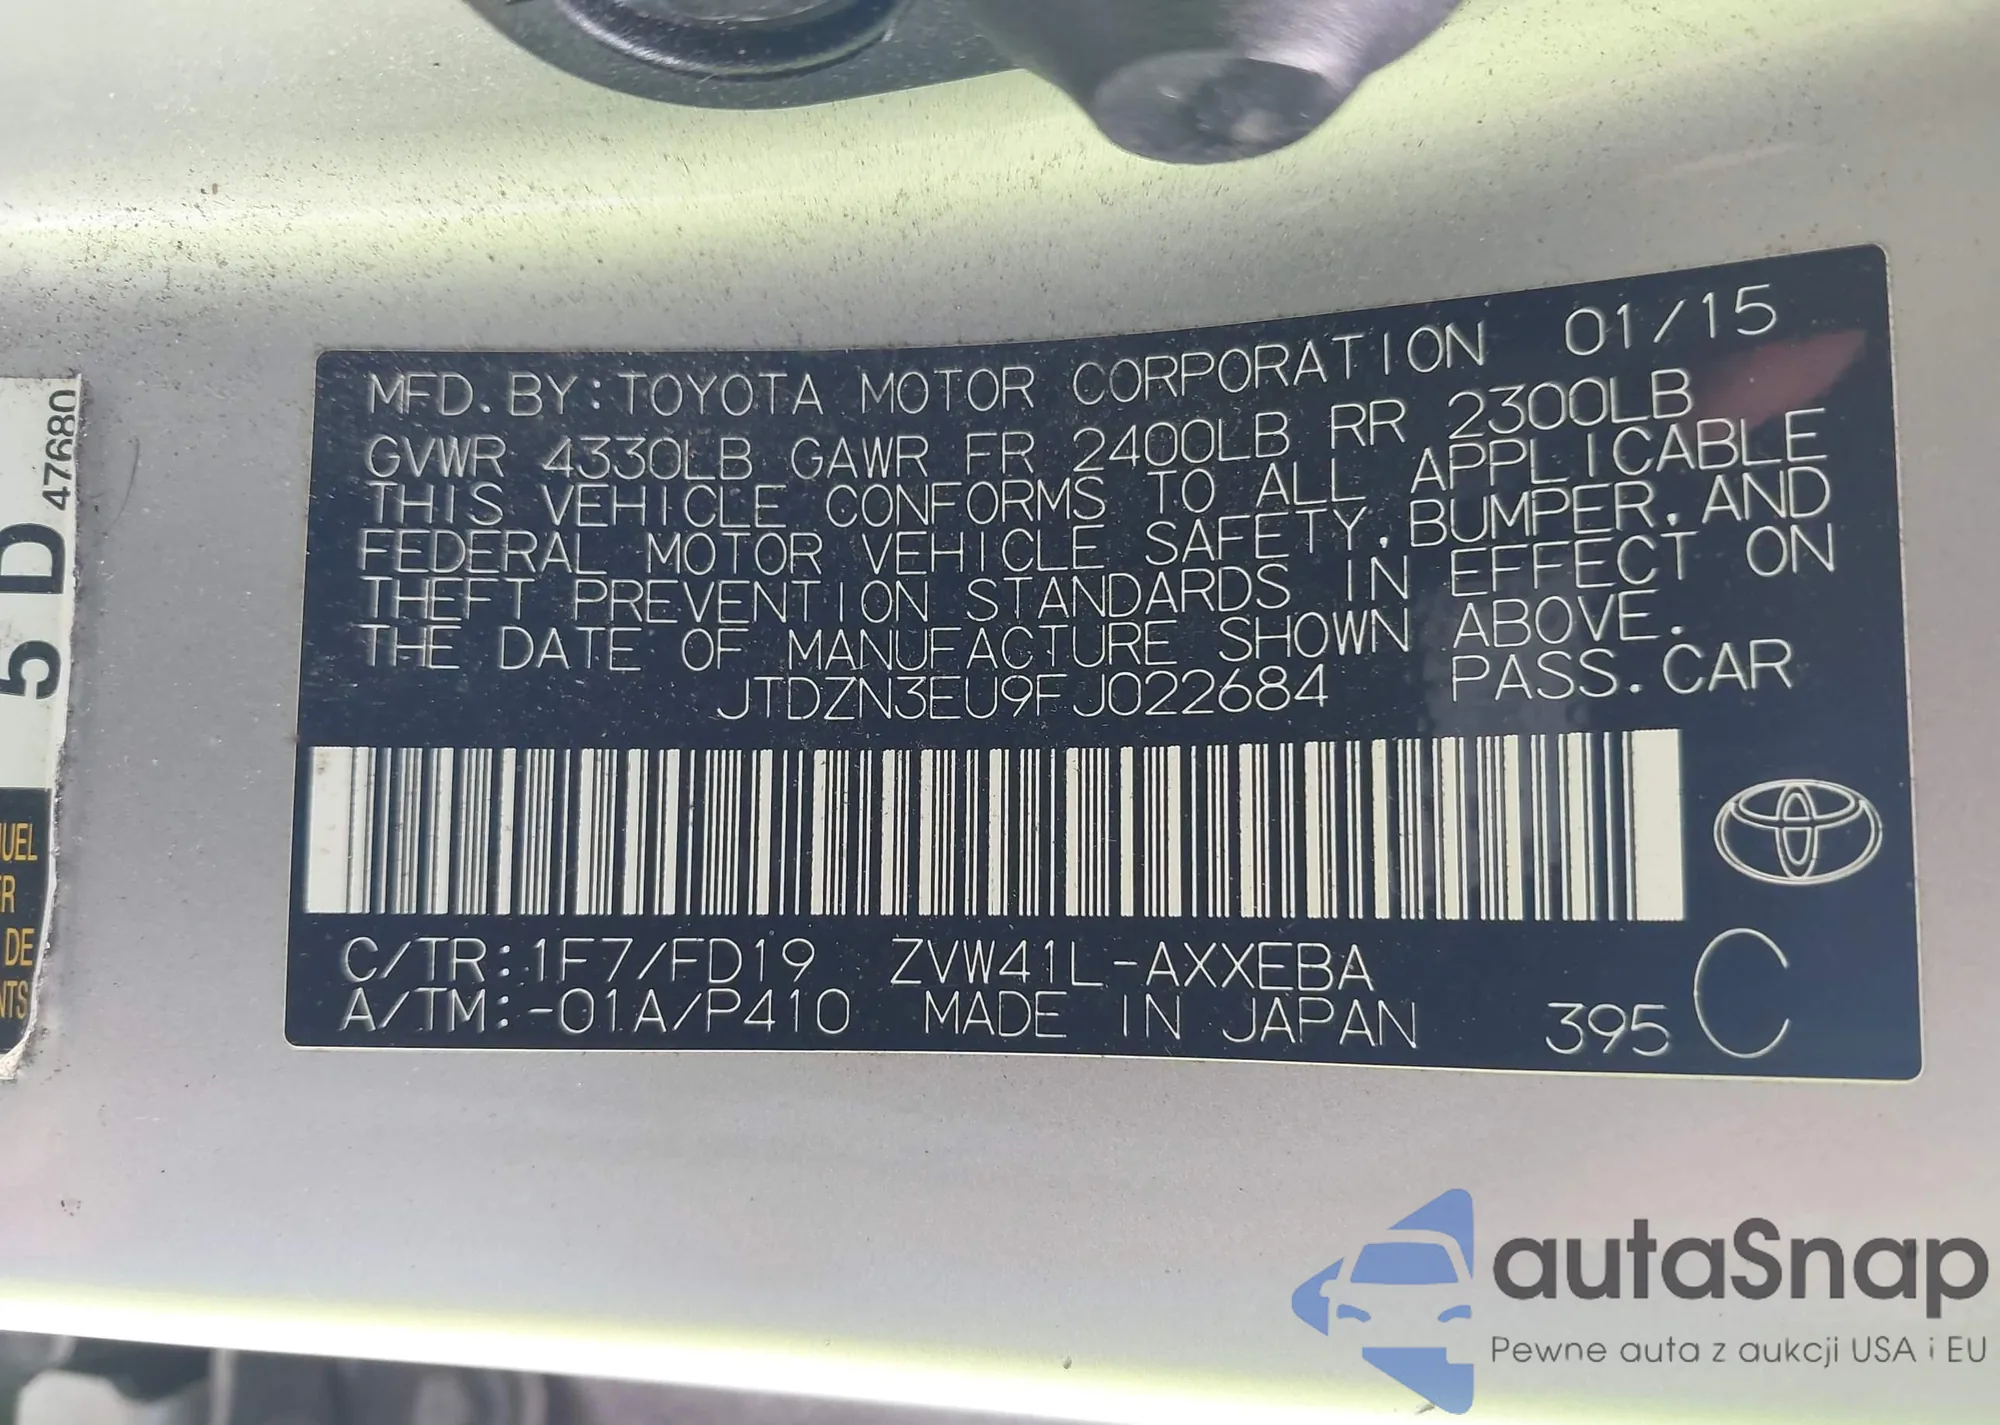 MFD. BY: TOYOTA MOTOR CORPORATION 01/15
GVWR 4330LB GAWR FR 2400LB RR 2300LB
THIS VEHICLE CONFORMS TO ALL APPLICABLE
FEDERAL MOTOR VEHICLE SAFETY, BUMPER, AND
THEFT PREVENTION STANDARDS IN EFFECT ON
THE DATE OF MANUFACTURE SHOWN ABOVE.
JTDZN3EU9FJ022684 PASS. CAR
C/TR: 1F7/FD19 ZVW41L-AXXEBA
A/TM: -01A/P410 MADE IN JAPAN 395 C
5 D 47680
DE
autaSnap
Pewne auta z aukcji USA i EU